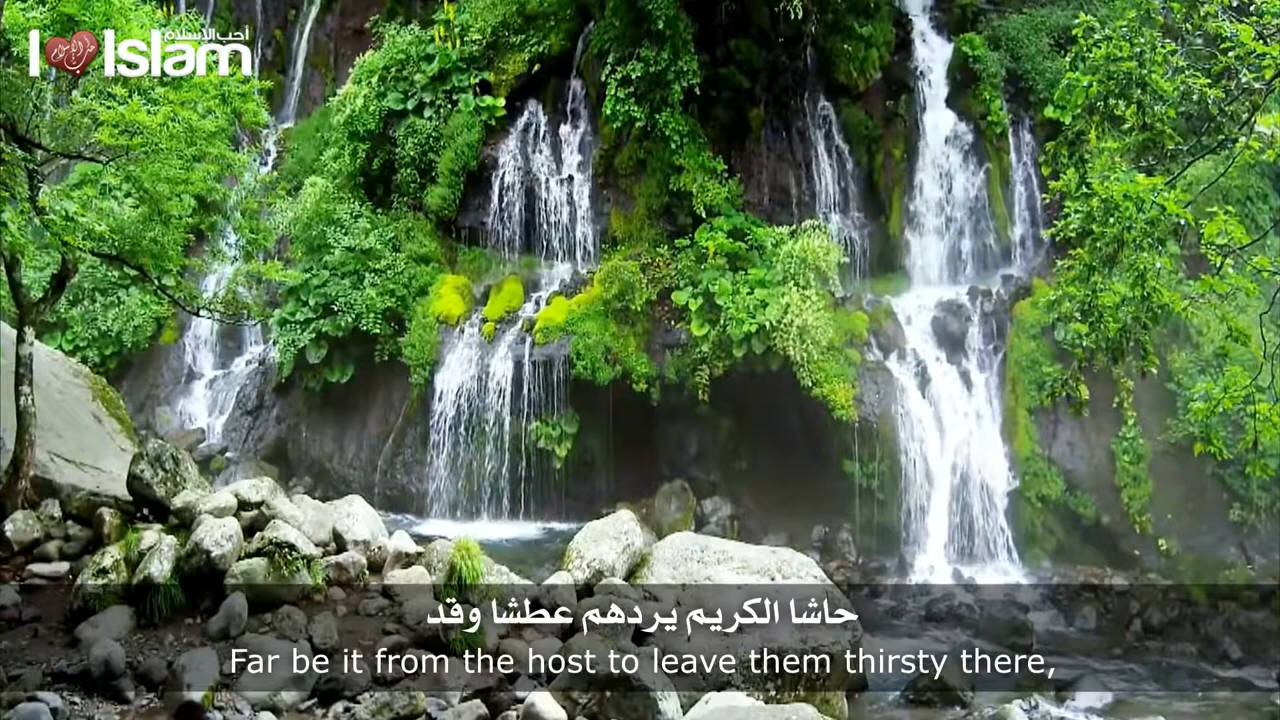 أحب الإسلام
I Islam
حاشا الكريم يردهم عطشا وقد
Far be it from the host to leave them thirsty there,